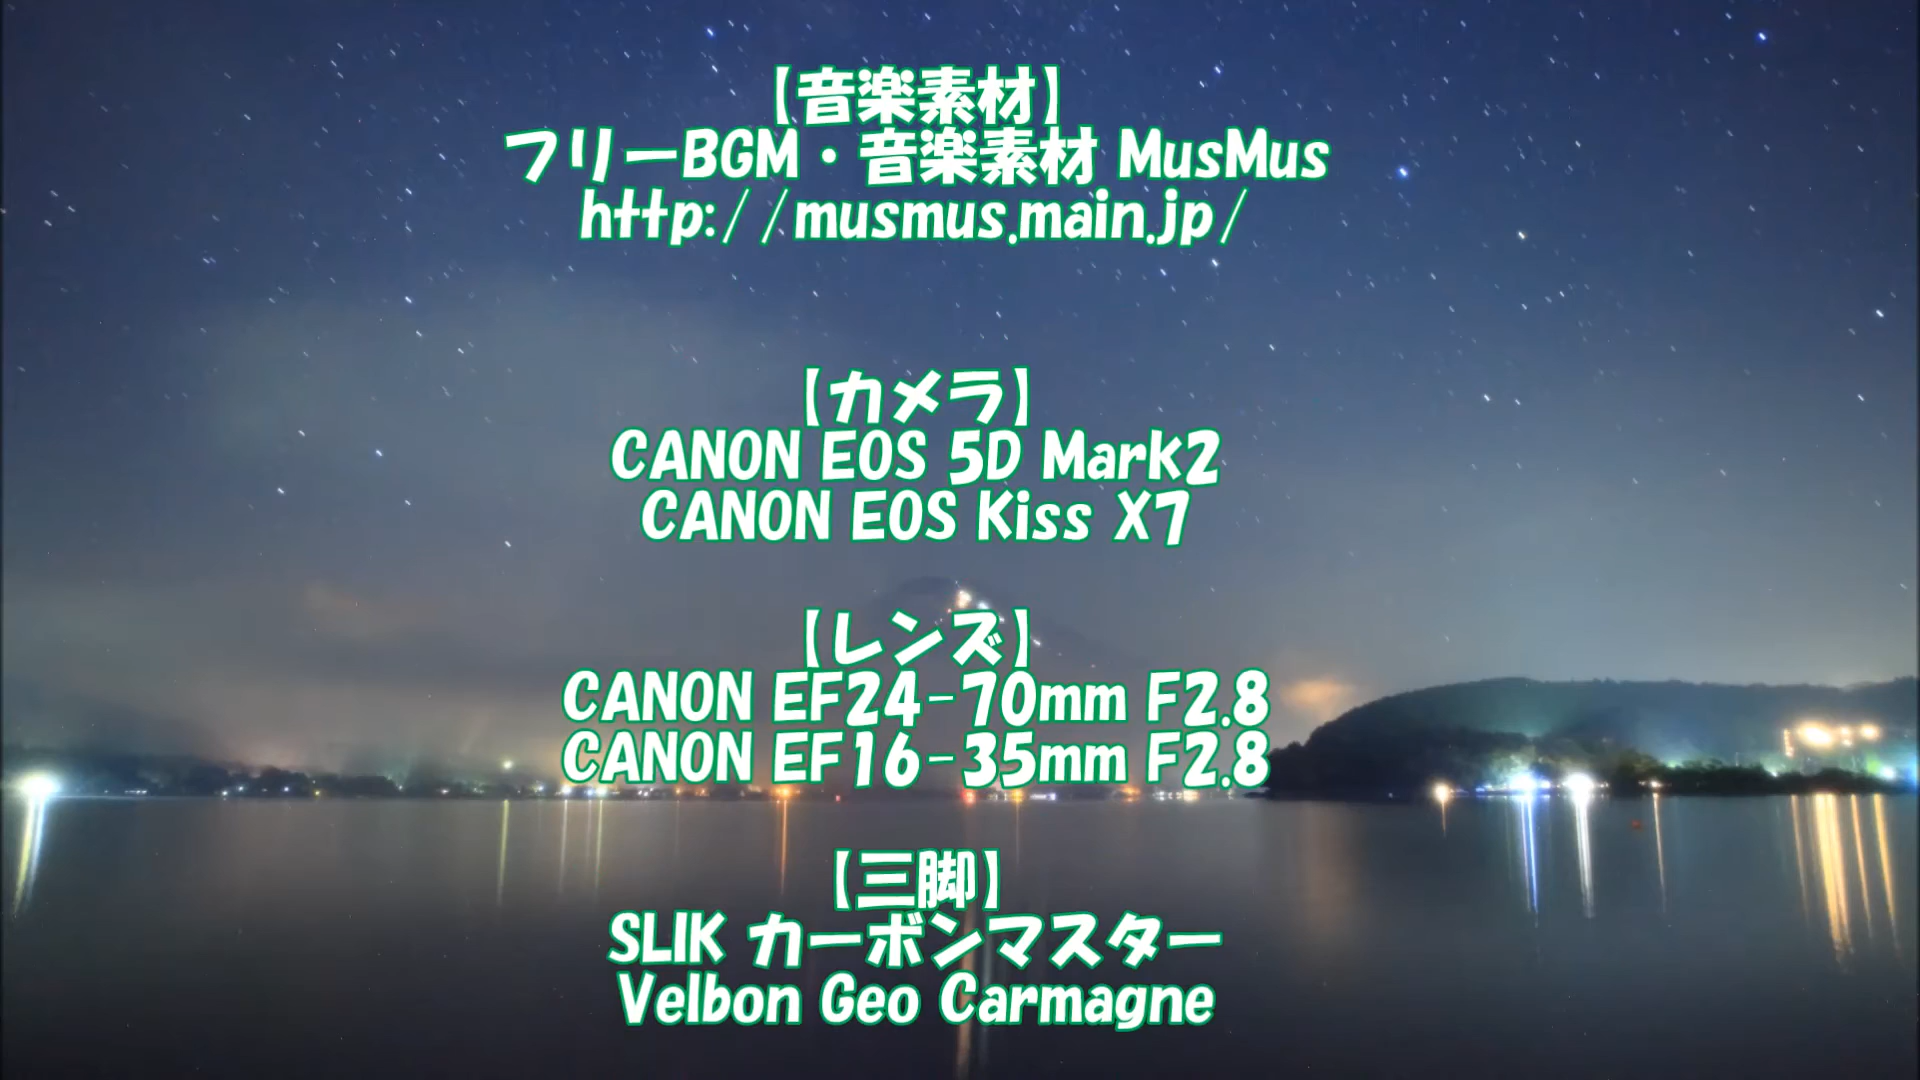 【音楽素材】
フリーBGM・音楽素材 MusMus
http://musmus.main.jp/
【カメラ】
CANON EOS 5D Mark2
CANON EOS Kiss X7
【レンズ】
CANON EF24-70mm F2.8
CANON EF16-35mm F2.8
【三脚】
SLIK カーボンマスター
Velbon Geo Carmagne